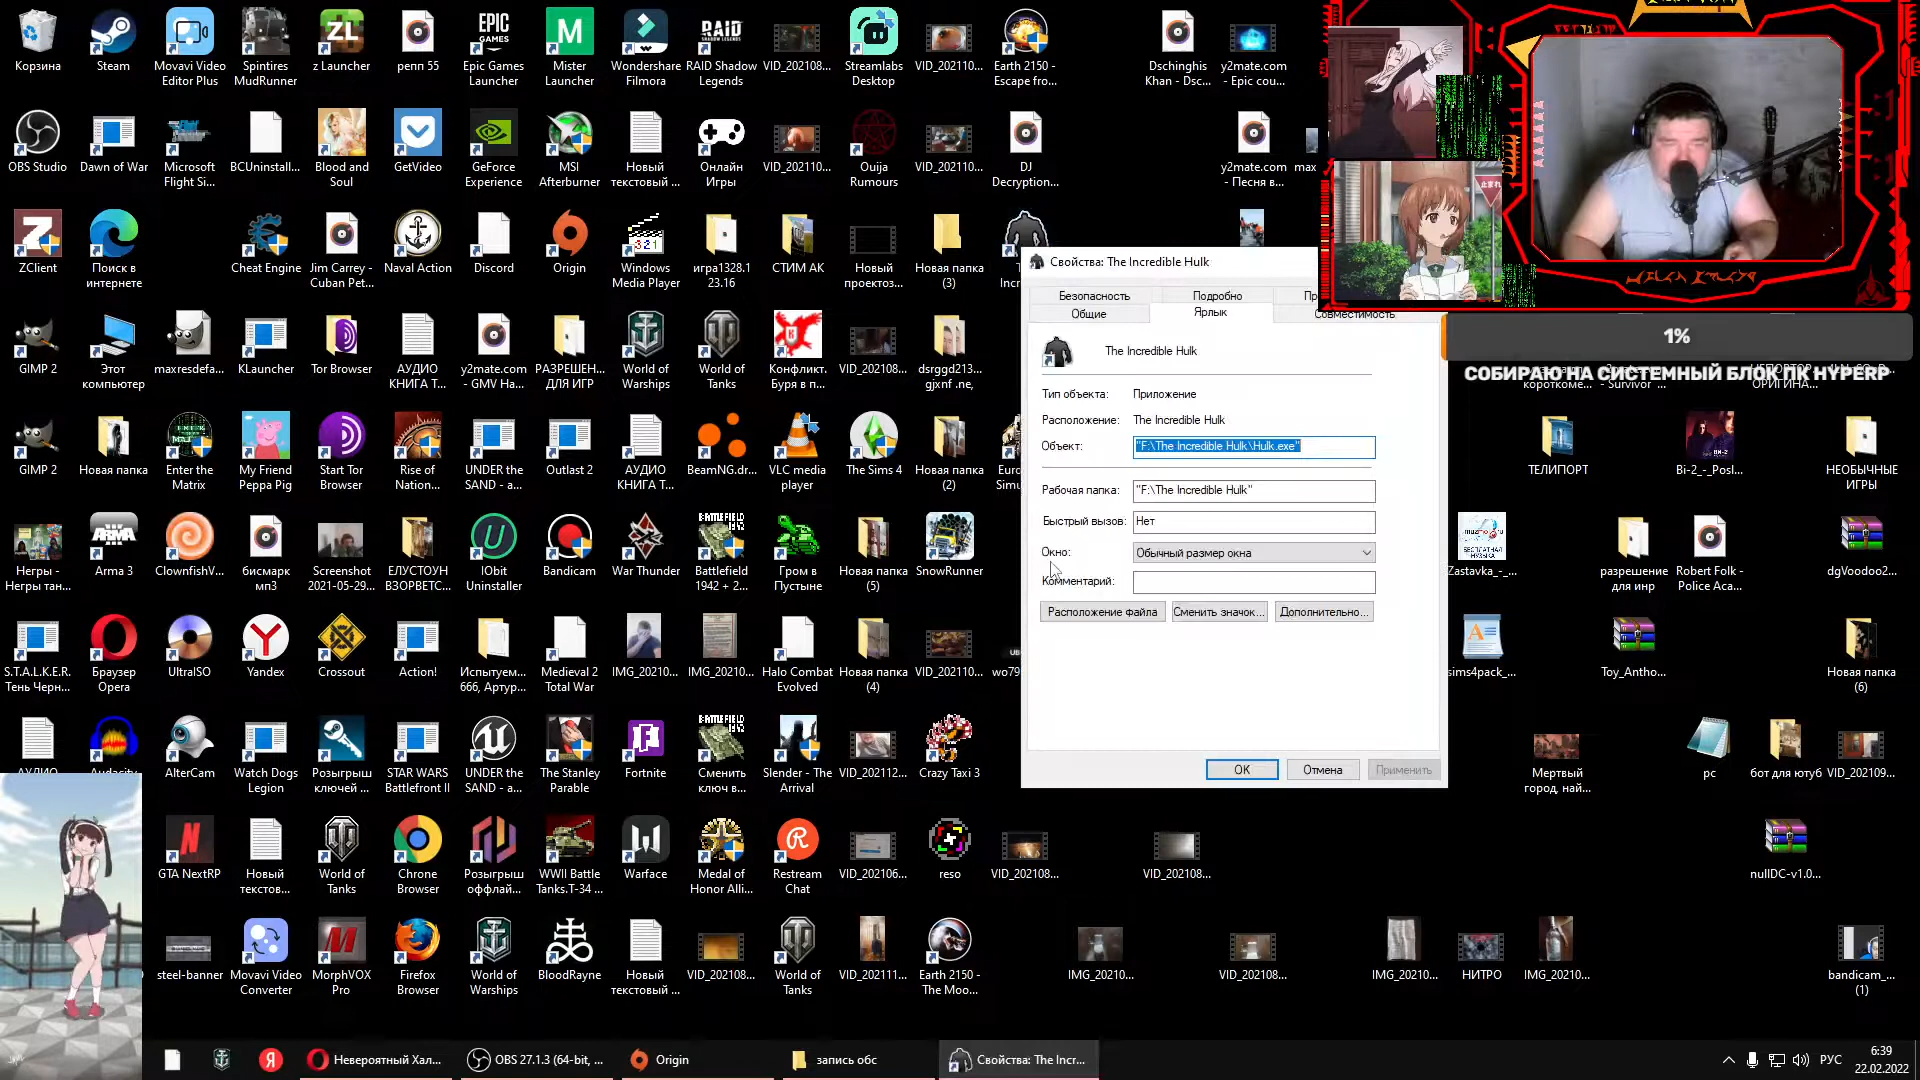 Корзина
Steam
Movavi Video
Editor Plus
Spintires
MudRunner
z Launcher
репп 55
Epic Games
Launcher
Mister
Launcher
Wondershare
Filmora
RAID Shadow
Legends
VID_202108...
Streamlabs
Desktop
VID_202110...
Earth 2150 -
Escape fro...
Dschinghis
Khan - Dsc...
y2mate.com
- Epic cou...
OBS Studio
Dawn of War
Microsoft
Flight Si...
BCUninstall...
Blood and
Soul
GetVideo
GeForce
Experience
MSI
Afterburner
Новый
текстовый ...
Онлайн
Игры
VID_202110...
Ouija
Rumours
VID_202110...
DJ
Decryption...
y2mate.com
- Песня в...
max
ZClient
Поиск в
интернете
Cheat Engine
Jim Carrey -
Cuban Pet...
Naval Action
Discord
Origin
Windows
Media Player
игра1328.1
23.16
СТИМ АК
Новый
проектоз...
Новая папка
(3)
GIMP 2
Этот
компьютер
maxresdefa...
KLauncher
Tor Browser
АУДИО
КНИГА Т...
y2mate.com
- GMV Ha...
РАЗРЕШЕН...
ДЛЯ ИГР
World of
Warships
World of
Tanks
Конфликт.
Буря в п...
VID_202108...
dsrggd213...
gjxnf .ne,
GIMP 2
Новая папка
Enter the
Matrix
My Friend
Peppa Pig
Start Tor
Browser
Rise of
Nation...
UNDER the
SAND - a...
Outlast 2
АУДИО
КНИГА Т...
BeamNG.dr...
VLC media
player
The Sims 4
Новая папка
(2)
Негры -
Негры тан...
Arma 3
ClownfishV...
бисмарк
мп3
Screenshot
2021-05-29...
ЕЛУСТОУН
ВЗОРВЕТС...
IObit
Uninstaller
Bandicam
War Thunder
Battlefield
1942 + 2...
Гром в
Пустыне
Новая папка
(5)
SnowRunner
S.T.A.L.K.E.R.
Тень Черн...
Браузер
Opera
UltraISO
Yandex
Crossout
Action!
Испытуем...
666, Артур...
Medieval 2
Total War
IMG_20210...
IMG_20210...
Halo Combat
Evolved
Новая папка
(4)
VID_202110...
wo79
АУДИО
Audacity
AlterCam
Watch Dogs
Legion
Розыгрыш
ключей ...
STAR WARS
Battlefront II
UNDER the
SAND - a...
The Stanley
Parable
Fortnite
Сменить
ключ в...
Slender - The
Arrival
VID_202112...
Crazy Taxi 3
GTA NextRP
Новый
текстов...
World of
Tanks
Chrome
Browser
Розыгрыш
оффлай...
WWII Battle
Tanks.T-34 ...
Warface
Medal of
Honor Alli...
Restream
Chat
VID_202106...
reso
VID_202108...
VID_202108...
steel-banner
Movavi Video
Converter
MorphVOX
Pro
Firefox
Browser
World of
Warships
BloodRayne
Новый
текстовый ...
VID_202108...
World of
Tanks
VID_202111...
Earth 2150 -
The Moo...
IMG_20210...
VID_202108...
IMG_20210...
НИТРО
IMG_20210...
bandicam_...
(1)
Свойства: The Incredible Hulk
Безопасность
Подробно
Общие
Ярлык
Совместимость
The Incredible Hulk
Тип объекта:
Приложение
Расположение:
The Incredible Hulk
Объект:
"F:\The Incredible Hulk\Hulk.exe"
Рабочая папка:
"F:\The Incredible Hulk"
Быстрый вызов:
Нет
Окно:
Обычный размер окна
Комментарий:
Расположение файла
Сменить значок...
Дополнительно...
OK
Отмена
Применить
1%
СОБИРАЮ НА СИСТЕМНЫЙ БЛОК ПК HYPERP
ТЕЛИПОРТ
Bi-2_-_Posl...
НЕОБЫЧНЫЕ
ИГРЫ
Zastavka_-_...
разрешение
для инр
Robert Folk -
Police Aca...
dgVoodoo2...
sims4pack_...
Toy_Antho...
Новая папка
(6)
Мертвый
город, най...
рс
бот для ютуб
VID_202109...
nullDC-v1.0...
Невероятный Хал...
OBS 27.1.3 (64-bit, ...
Origin
запись обс
Свойства: The Incr...
РУС
6:39
22.02.2022